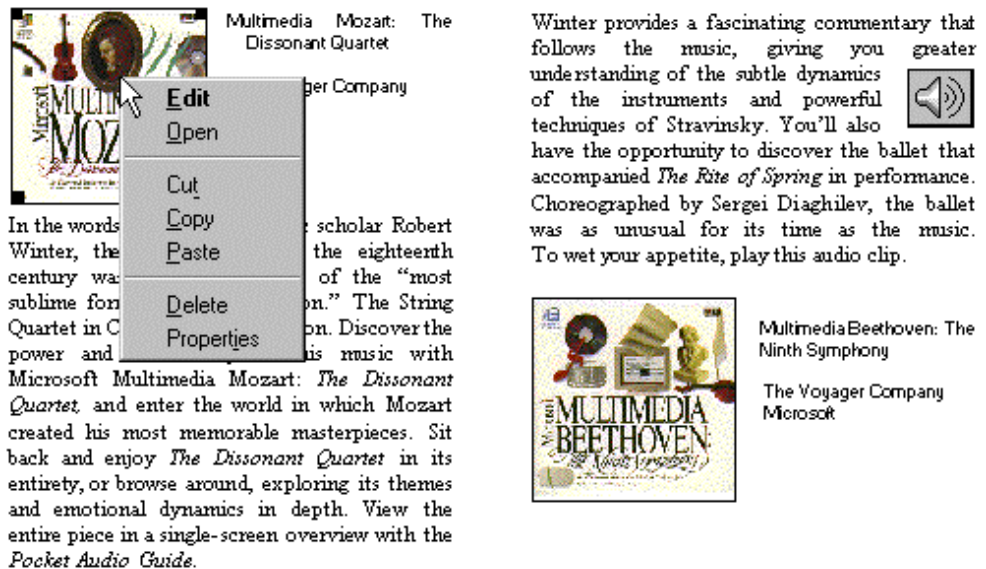 Microsoft
MULTIM
MOZ
Multimedia Mozart: The
Dissonant Quartet
ger Company
Edit
Open
Cut
Copy
Paste
Delete
Properties
In the words scholar Robert
Winter, the the eighteenth
century wa of the “most
sublime for on.” The String
Quartet in C on. Discover the
power and is music with
Microsoft Multimedia Mozart: The Dissonant
Quartet, and enter the world in which Mozart
created his most memorable masterpieces. Sit
back and enjoy The Dissonant Quartet in its
entirety, or browse around, exploring its themes
and emotional dynamics in depth. View the
entire piece in a single-screen overview with the
Pocket Audio Guide.
Winter provides a fascinating commentary that
follows the music, giving you greater
understanding of the subtle dynamics
of the instruments and powerful
techniques of Stravinsky. You’ll also
have the opportunity to discover the ballet that
accompanied The Rite of Spring in performance.
Choreographed by Sergei Diaghilev, the ballet
was as unusual for its time as the music.
To wet your appetite, play this audio clip.
Microsoft
MULTIMEDIA
BEETHOVEN
The Ninth Symphony
Multimedia Beethoven: The
Ninth Symphony
The Voyager Company
Microsoft